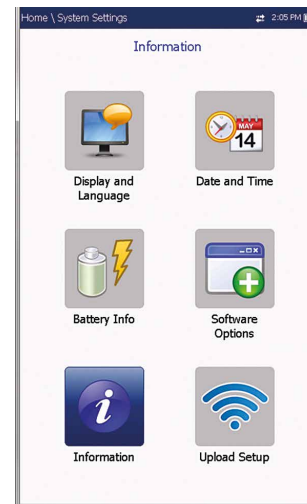 Home \ System Settings 2:05 PM
Information
MAY
14
Display and
Language
Date and Time
Battery Info
Software
Options
i
Information
Upload Setup